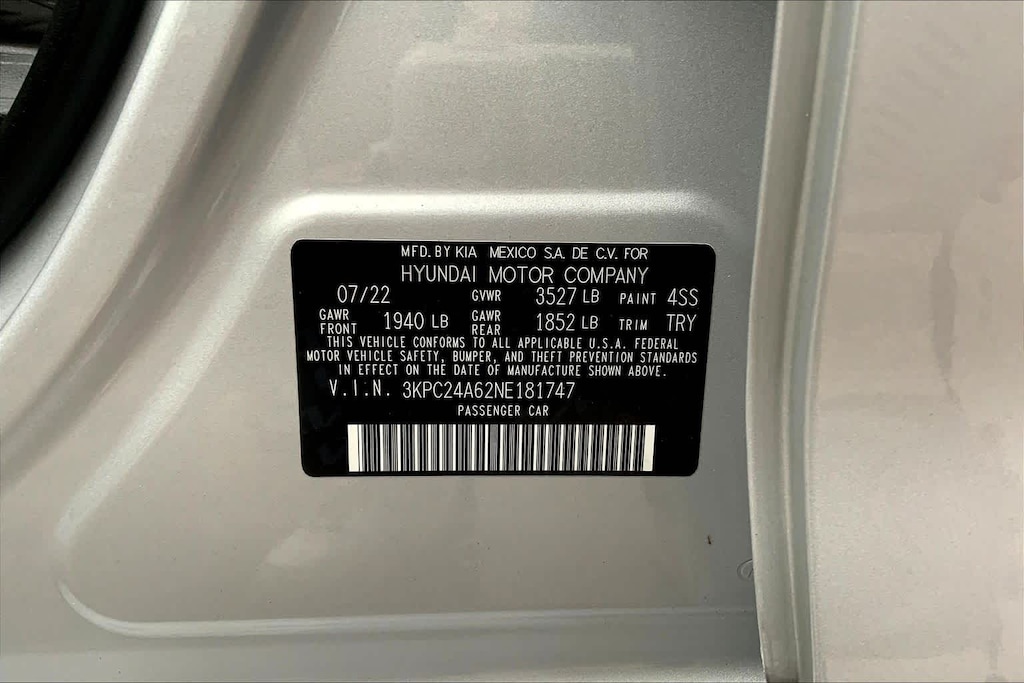 MFD. BY KIA MEXICO S.A. DE C.V. FOR
HYUNDAI MOTOR COMPANY
07/22 GVWR 3527 LB PAINT 4SS
GAWR FRONT 1940 LB GAWR REAR 1852 LB TRIM TRY
THIS VEHICLE CONFORMS TO ALL APPLICABLE U.S.A. FEDERAL
MOTOR VEHICLE SAFETY, BUMPER, AND THEFT PREVENTION STANDARDS
IN EFFECT ON THE DATE OF MANUFACTURE SHOWN ABOVE.
V.I.N. 3KPC24A62NE181747
PASSENGER CAR